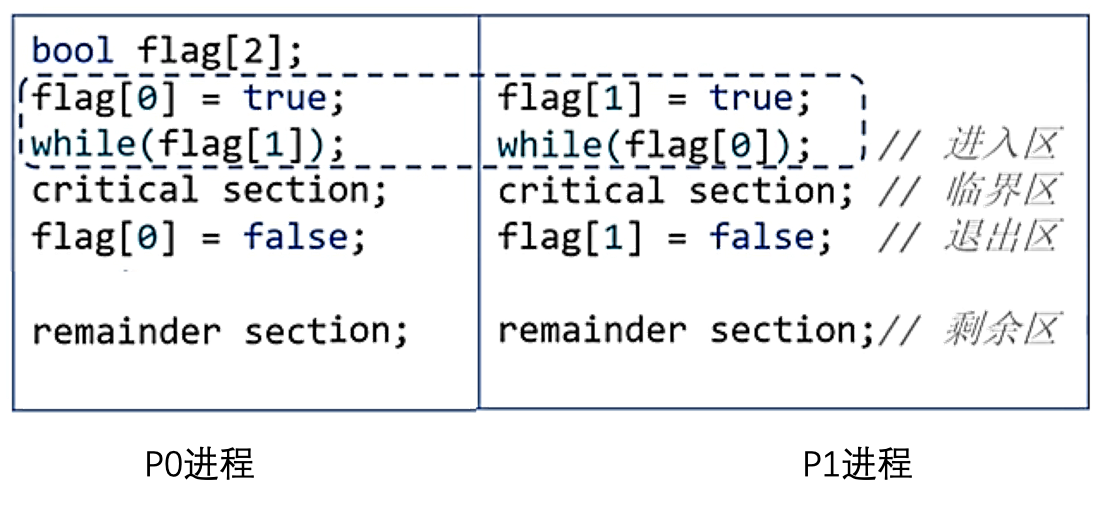 bool flag[2];
flag[0] = true;
while(flag[1]);
critical section;
flag[0] = false;
remainder section;
flag[1] = true;
while(flag[0]); // 进入区
critical section; // 临界区
flag[1] = false; // 退出区
remainder section;// 剩余区
P0进程
P1进程